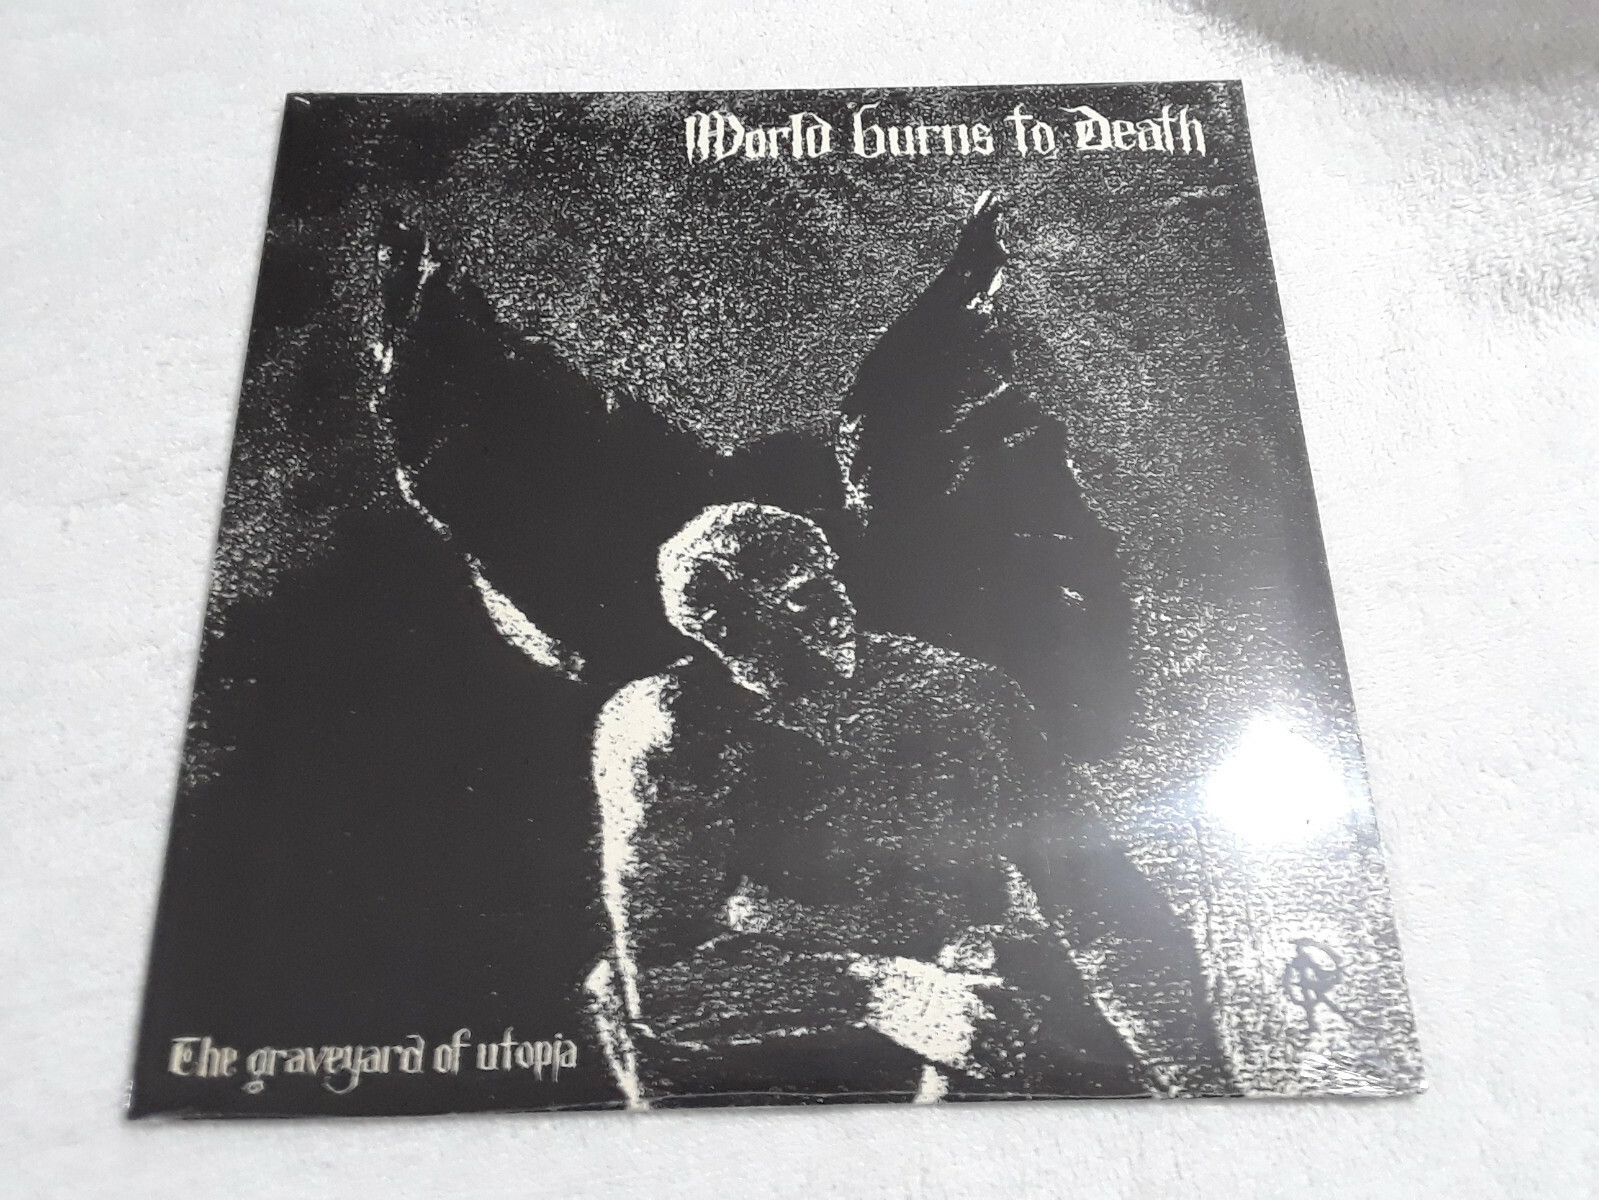 World burns to Death
The graveyard of utopia